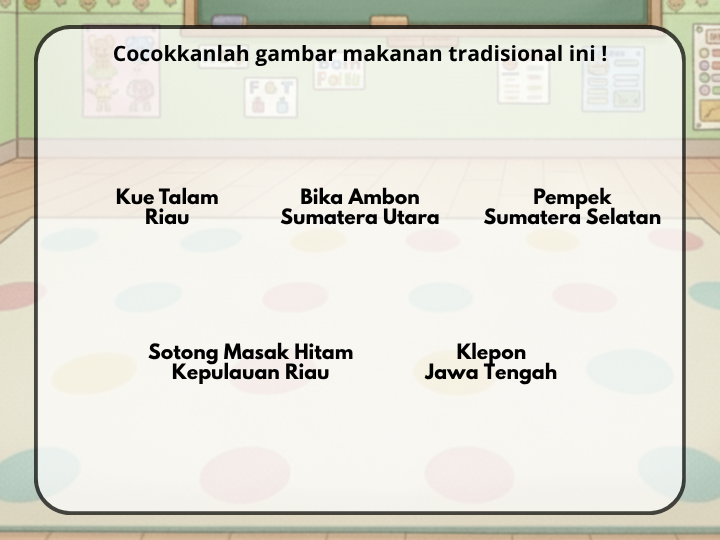 Cocokkanlah gambar makanan tradisional ini !
Kue Talam
Riau
Bika Ambon
Sumatera Utara
Pempek
Sumatera Selatan
Sotong Masak Hitam
Kepulauan Riau
Klepon
Jawa Tengah